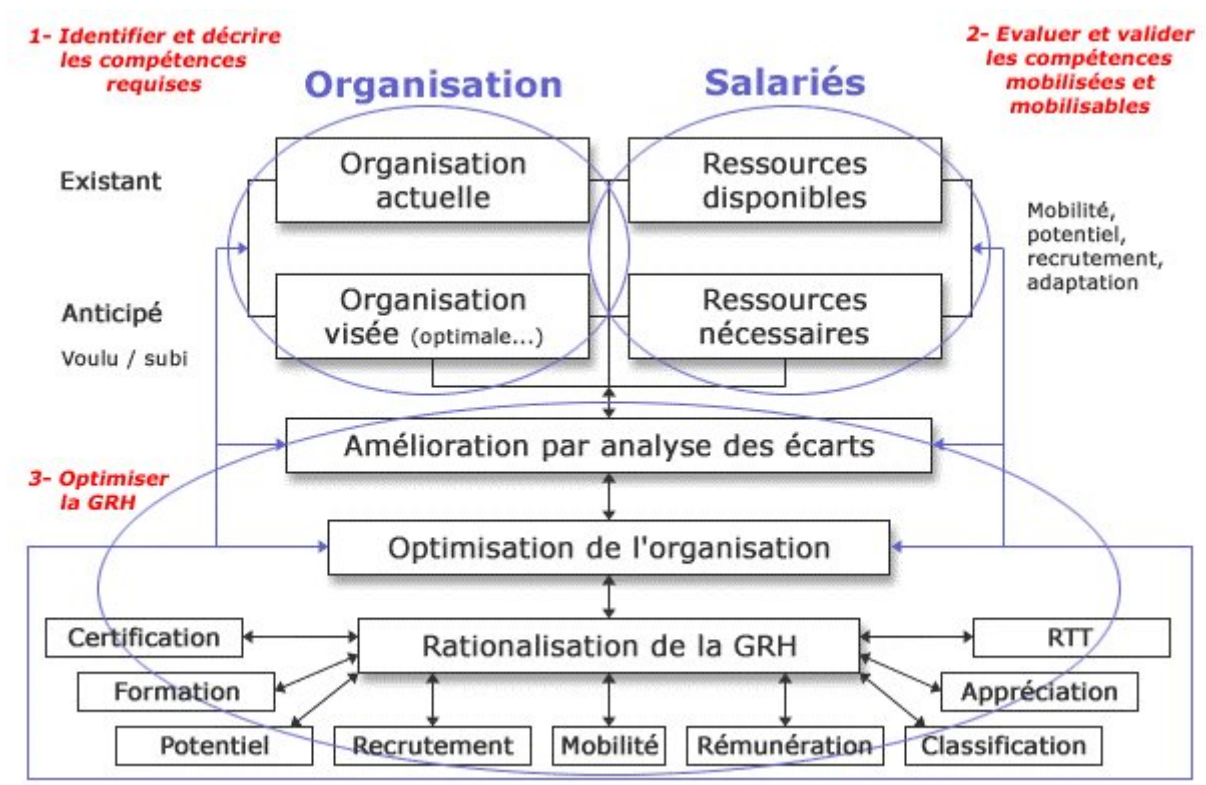 1- Identifier et décrire
les compétences
requises
2- Evaluer et valider
les compétences
mobilisées et
mobilisables
Organisation
Salariés
Existant
Organisation
actuelle
Ressources
disponibles
Mobilité,
potentiel,
recrutement,
adaptation
Anticipé
Voulu / subi
Organisation
visée (optimale...)
Ressources
nécessaires
Amélioration par analyse des écarts
3- Optimiser
la GRH
Optimisation de l'organisation
Certification
Rationalisation de la GRH
RTT
Formation
Appréciation
Potentiel
Recrutement
Mobilité
Rémunération
Classification